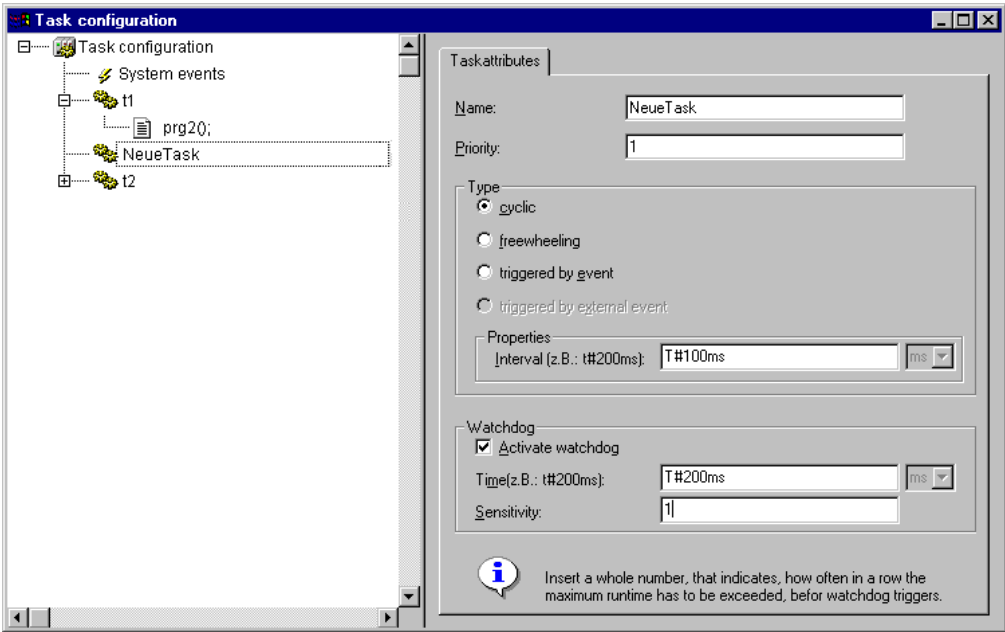 Task configuration
Task configuration
System events
t1
prg2();
NeueTask
t2
Taskattributes
Name: NeueTask
Priority: 1
Type
cyclic
freewheeling
triggered by event
triggered by external event
Properties
Interval (z.B.: t#200ms): T#100ms ms
Watchdog
Activate watchdog
Time(z.B.: t#200ms): T#200ms ms
Sensitivity: 1
Insert a whole number, that indicates, how often in a row the
maximum runtime has to be exceeded, befor watchdog triggers.